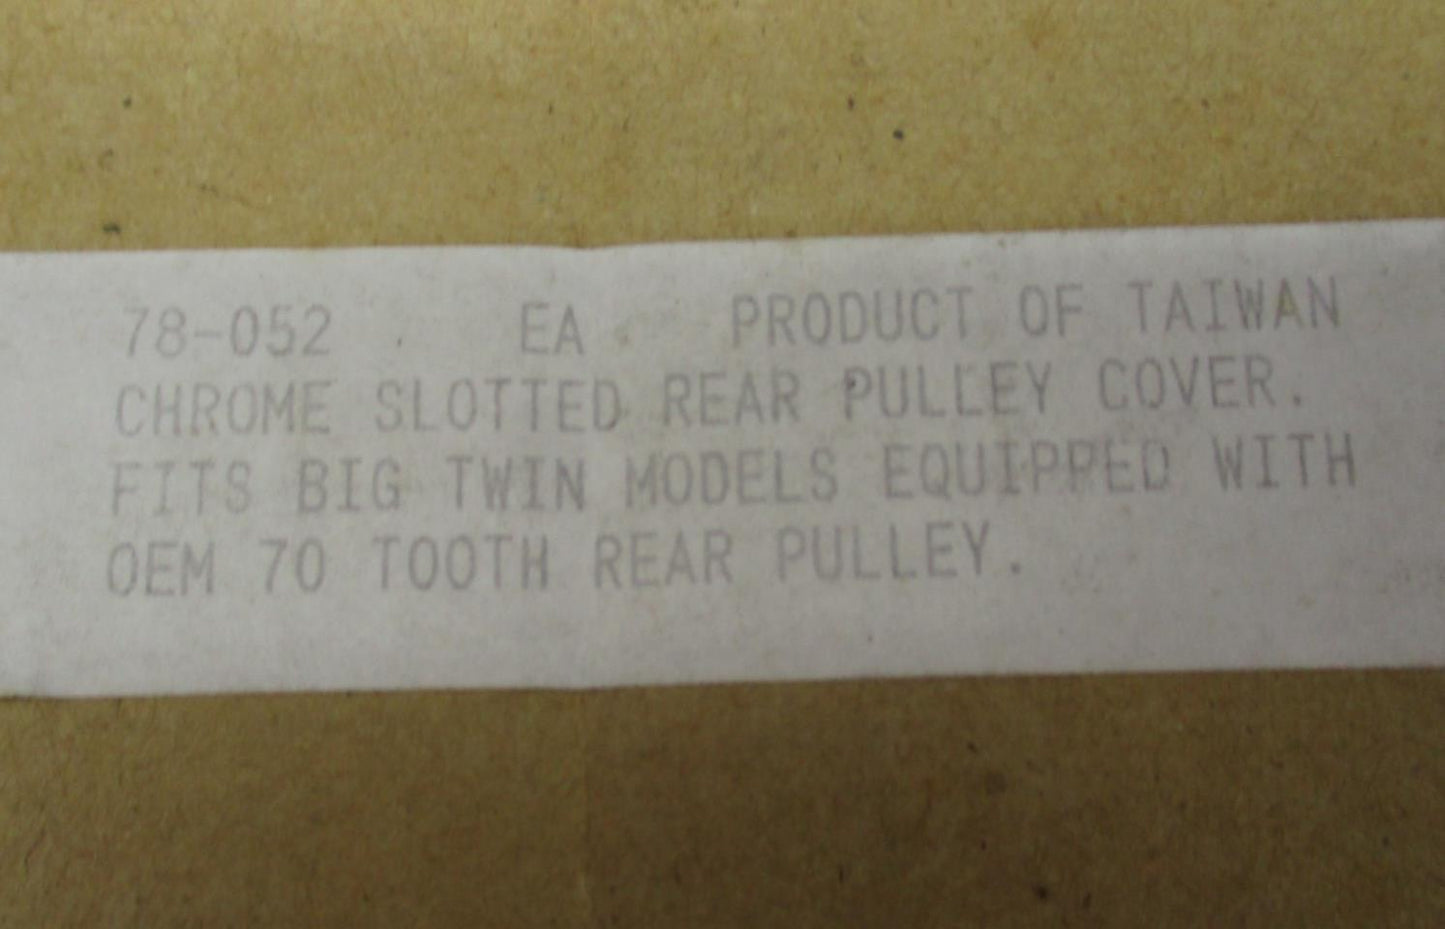 78-052 EA PRODUCT OF TAIWAN
CHROME SLOTTED REAR PULLEY COVER.
FITS BIG TWIN MODELS EQUIPPED WITH
OEM 70 TOOTH REAR PULLEY.